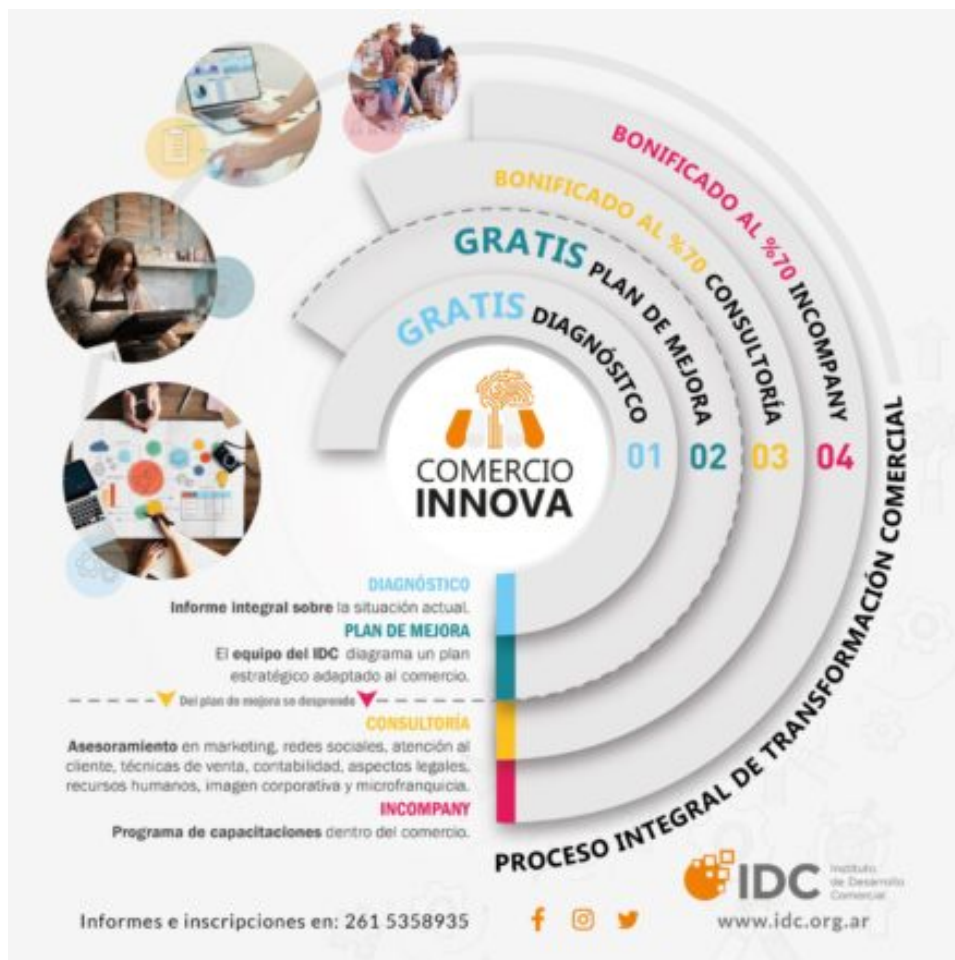 BONIFICADO AL %70 INCOMPANY
BONIFICADO AL %70 CONSULTORÍA
GRATIS PLAN DE MEJORA
GRATIS DIAGNÓSITCO
01 02 03 04
COMERCIO
INNOVA
PROCESO INTEGRAL DE TRANSFORMACIÓN COMERCIAL
DIAGNÓSTICO
Informe integral sobre la situación actual.
PLAN DE MEJORA
El equipo del IDC diagrama un plan
estratégico adaptado al comercio.
Del plan de mejora se desprende
CONSULTORÍA
Asesoramiento en marketing, redes sociales, atención al
cliente, técnicas de venta, contabilidad, aspectos legales,
recursos humanos, imagen corporativa y microfranquicia.
INCOMPANY
Programa de capacitaciones dentro del comercio.
IDC
Instituto
de Desarrollo
Comercial
Informes e inscripciones en: 261 5358935
www.idc.org.ar